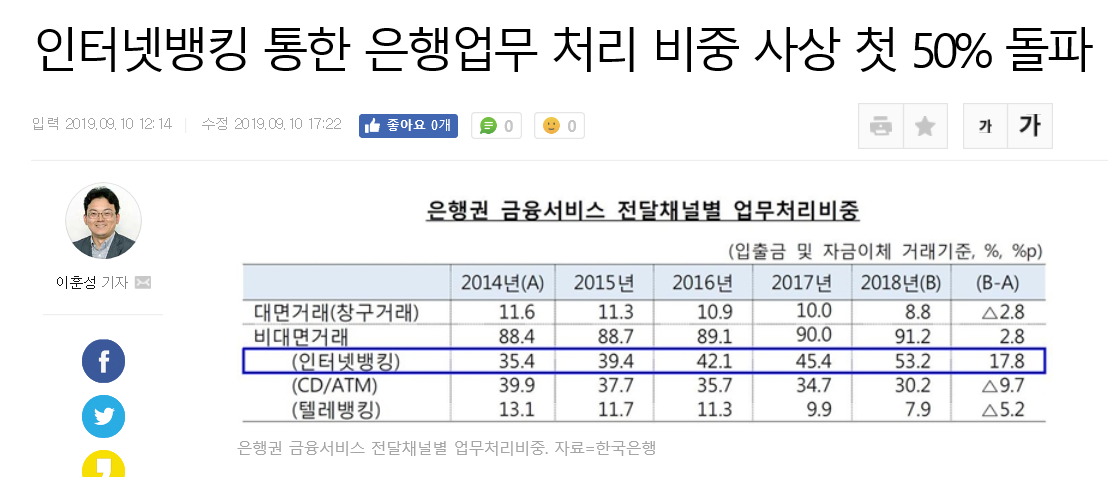 인터넷뱅킹 통한 은행업무 처리 비중 사상 첫 50% 돌파
입력 2019.09.10 12:14 수정 2019.09.10 17:22 좋아요 0개 0 0 가 가
은행권 금융서비스 전달채널별 업무처리비중
(입출금 및 자금이체 거래기준, %, %p)
2014년(A) 2015년 2016년 2017년 2018년(B) (B-A)
대면거래(창구거래) 11.6 11.3 10.9 10.0 8.8 △2.8
비대면거래 88.4 88.7 89.1 90.0 91.2 2.8
(인터넷뱅킹) 35.4 39.4 42.1 45.4 53.2 17.8
(CD/ATM) 39.9 37.7 35.7 34.7 30.2 △9.7
(텔레뱅킹) 13.1 11.7 11.3 9.9 7.9 △5.2
은행권 금융서비스 전달채널별 업무처리비중. 자료=한국은행
이훈성 기자